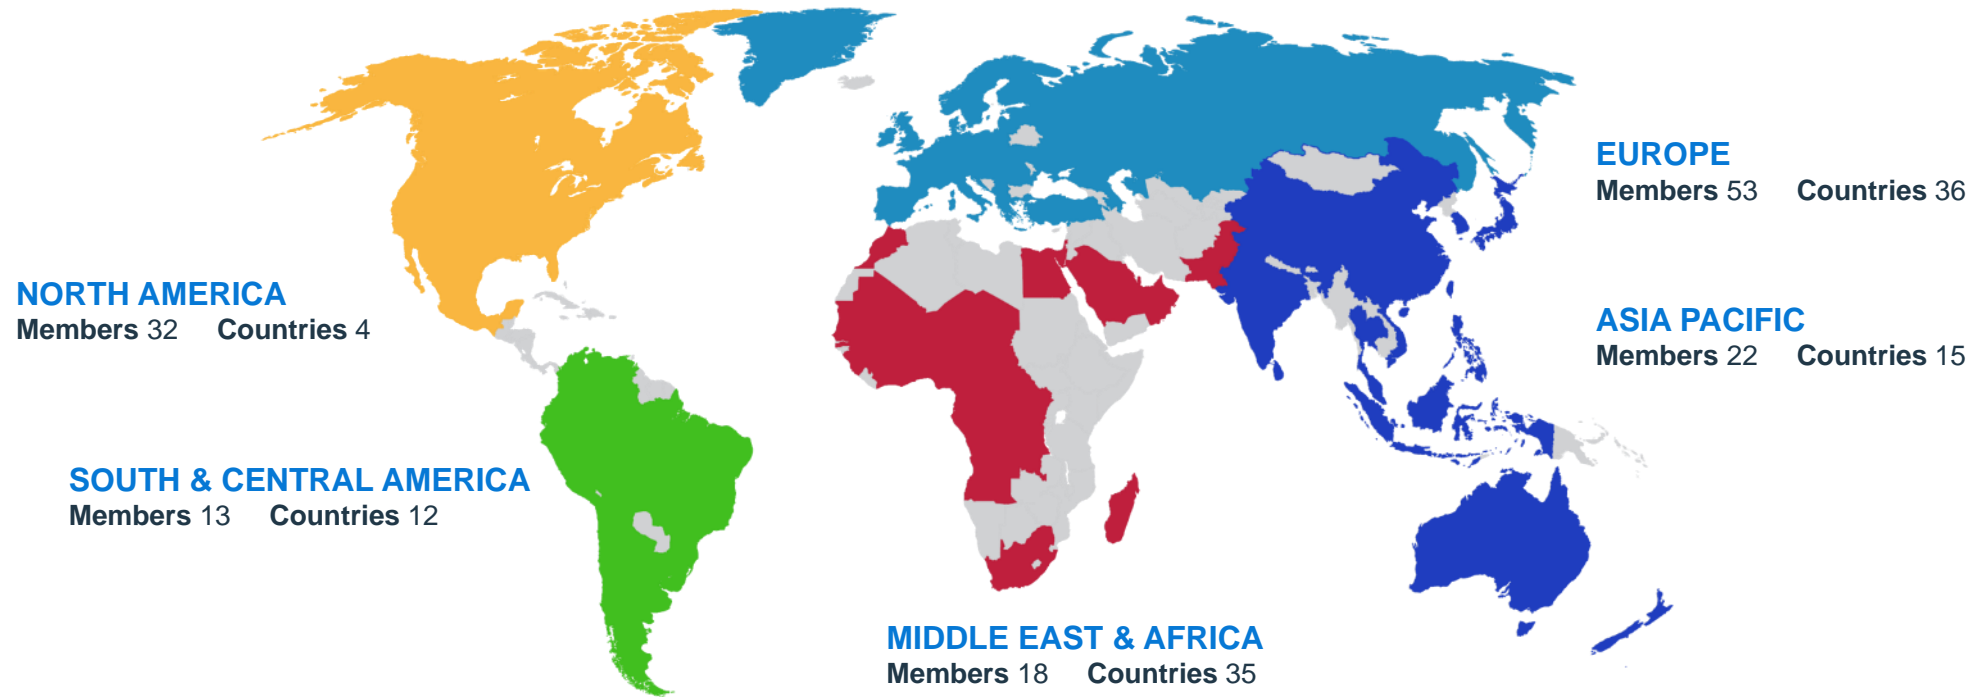 EUROPE
Members 53 Countries 36
NORTH AMERICA
Members 32 Countries 4
ASIA PACIFIC
Members 22 Countries 15
SOUTH & CENTRAL AMERICA
Members 13 Countries 12
MIDDLE EAST & AFRICA
Members 18 Countries 35